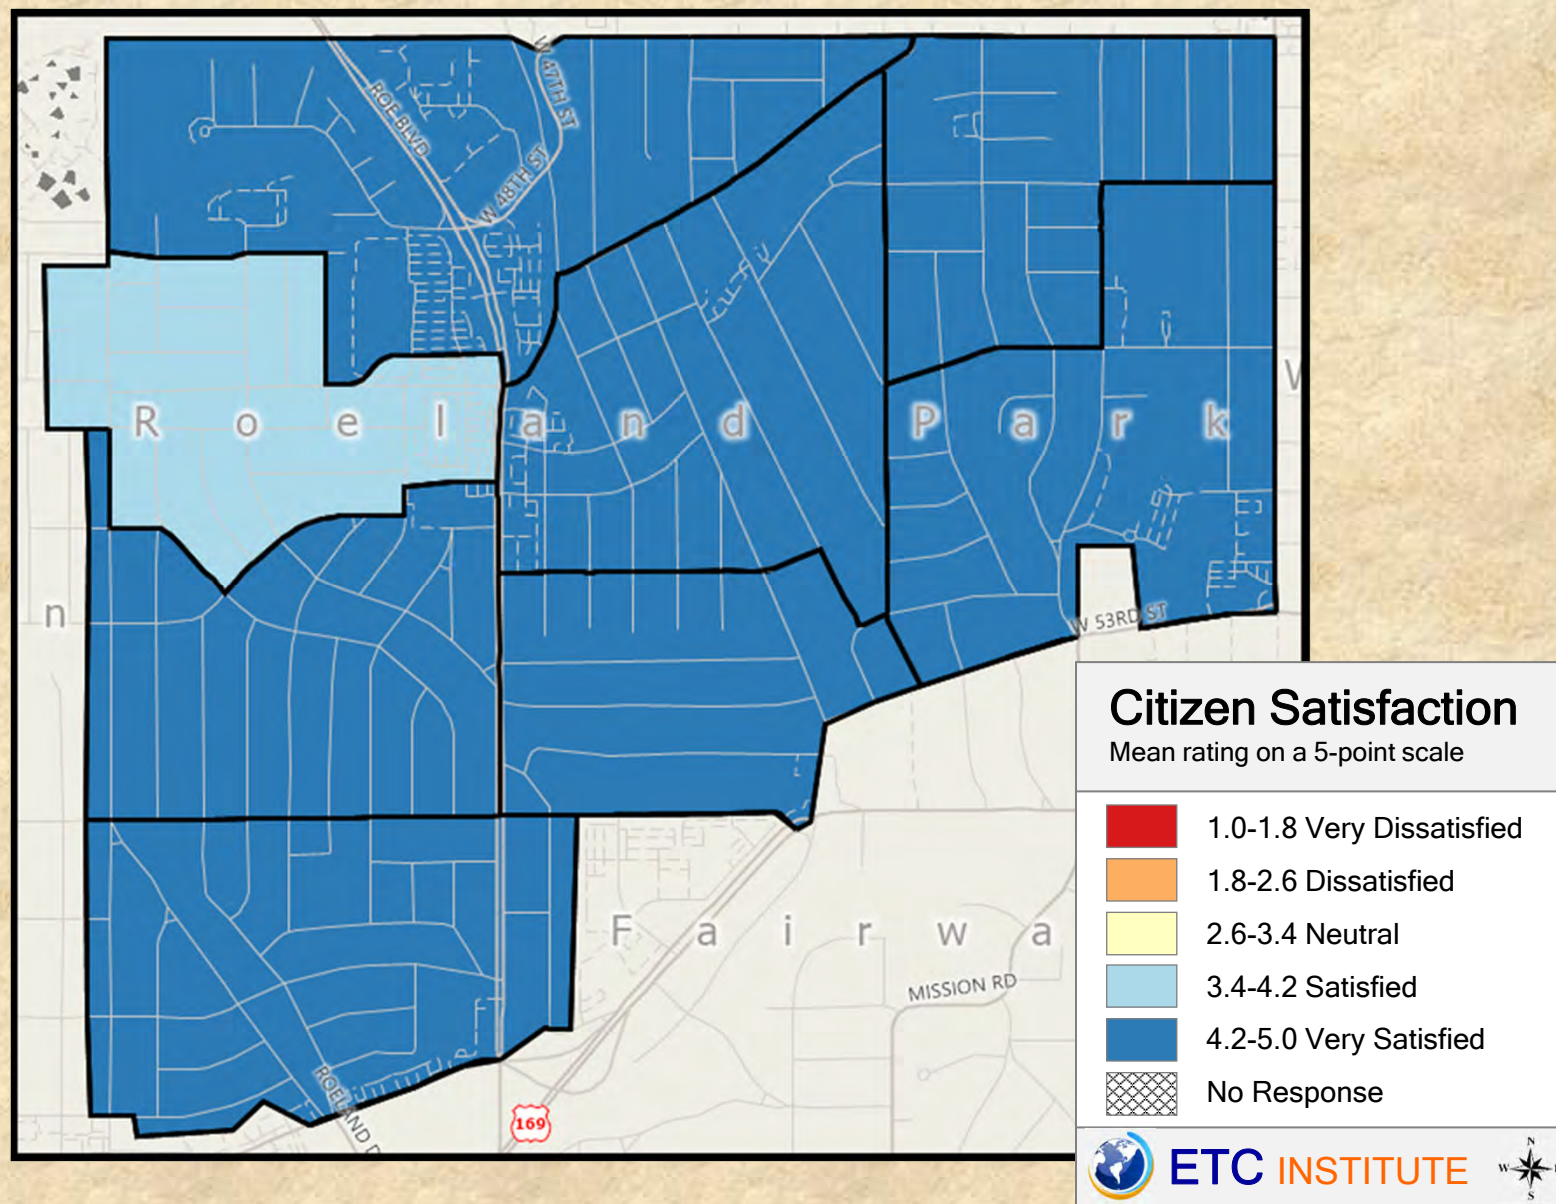 W 47TH ST
ROE BLVD
W 48TH ST
Roeland Park
W
n
W 53RD ST
Fairwa
MISSION RD
ROELAND D
169
Citizen Satisfaction
Mean rating on a 5-point scale
1.0-1.8 Very Dissatisfied
1.8-2.6 Dissatisfied
2.6-3.4 Neutral
3.4-4.2 Satisfied
4.2-5.0 Very Satisfied
No Response
ETC INSTITUTE
N
W
S